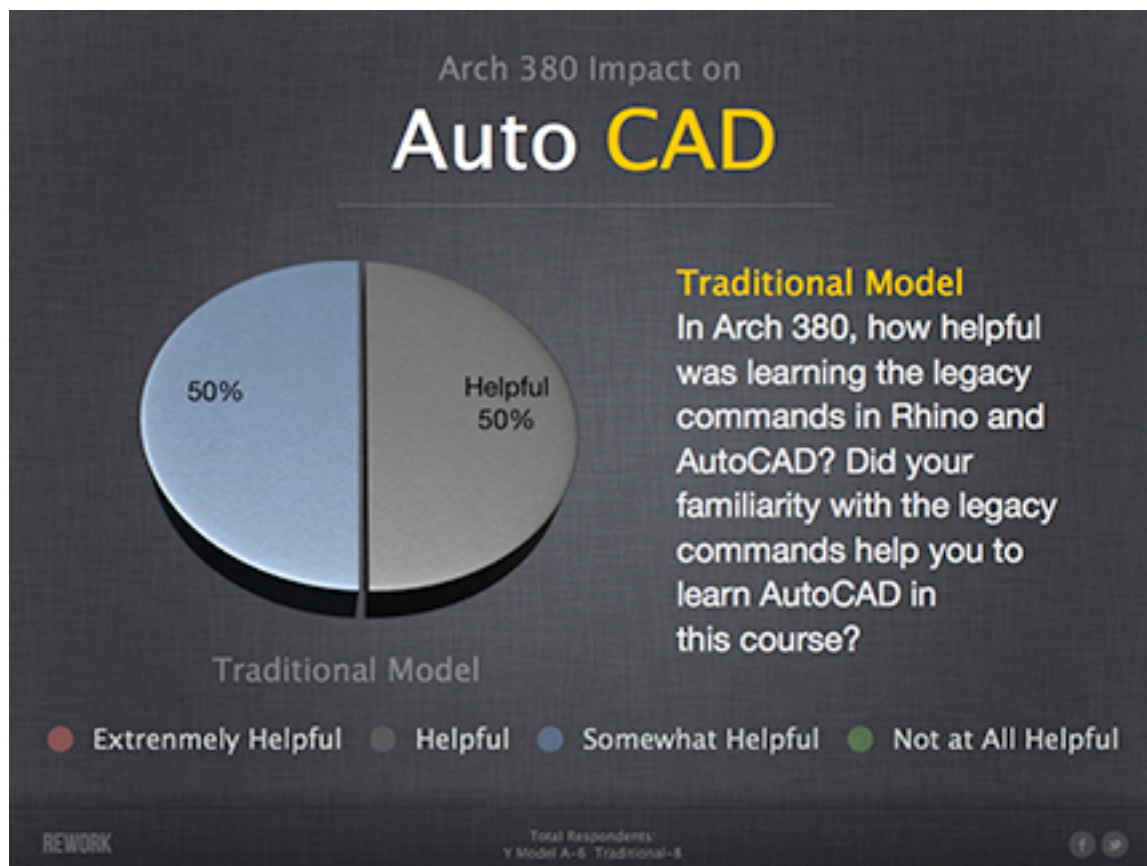 Arch 380 Impact on
Auto CAD
Title
50%
Helpful
50%
Traditional Model
In Arch 380, how helpful
was learning the legacy
commands in Rhino and
AutoCAD? Did your
familiarity with the legacy
commands help you to
learn AutoCAD in
this course?
Traditional Model
Extrenmely Helpful Helpful Somewhat Helpful Not at All Helpful
REWORK
Total Respondents:
Y Model A-6 Traditional-8